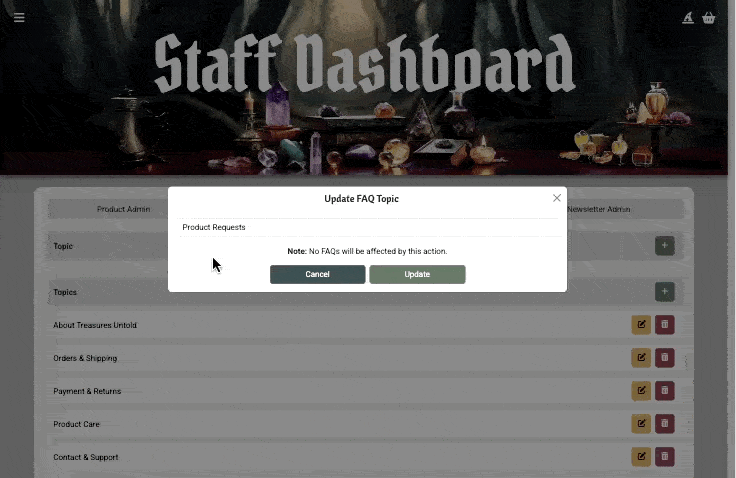 Staff Dashboard
Update FAQ Topic
Product Admin
Newsletter Admin
Product Requests
Topic
Note: No FAQs will be affected by this action.
Cancel
Update
Topics
About Treasures Untold
Orders & Shipping
Payment & Returns
Product Care
Contact & Support